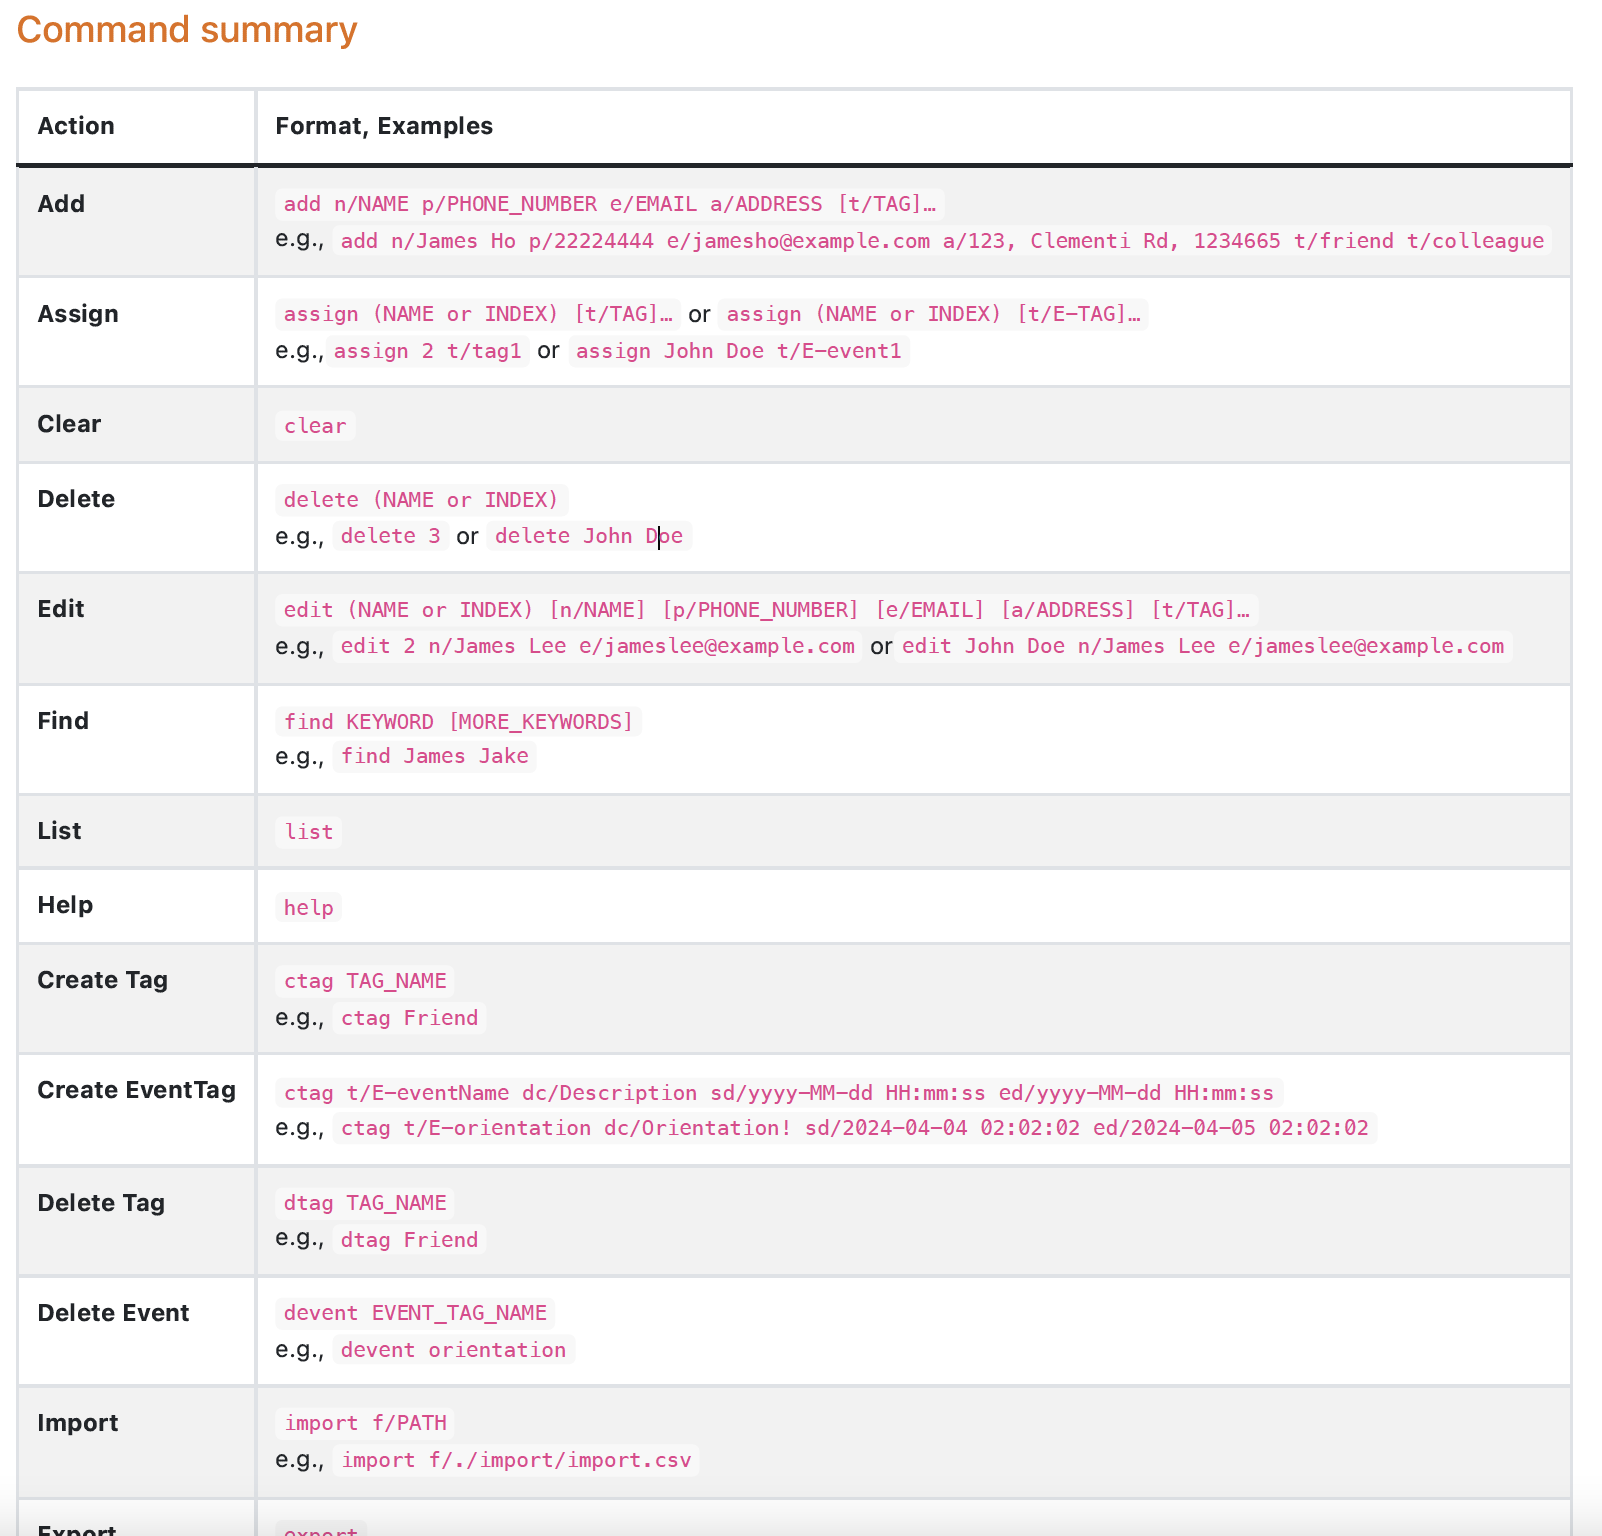 Command summary
Action Format, Examples
Add add n/NAME p/PHONE_NUMBER e/EMAIL a/ADDRESS [t/TAG]…
e.g., add n/James Ho p/22224444 e/jamesho@example.com a/123, Clementi Rd, 1234665 t/friend t/colleague
Assign assign (NAME or INDEX) [t/TAG]… or assign (NAME or INDEX) [t/E-TAG]…
e.g., assign 2 t/tag1 or assign John Doe t/E-event1
Clear clear
Delete delete (NAME or INDEX)
e.g., delete 3 or delete John Doe
Edit edit (NAME or INDEX) [n/NAME] [p/PHONE_NUMBER] [e/EMAIL] [a/ADDRESS] [t/TAG]…
e.g., edit 2 n/James Lee e/jameslee@example.com or edit John Doe n/James Lee e/jameslee@example.com
Find find KEYWORD [MORE_KEYWORDS]
e.g., find James Jake
List list
Help help
Create Tag ctag TAG_NAME
e.g., ctag Friend
Create EventTag ctag t/E-eventName dc/Description sd/yyyy-MM-dd HH:mm:ss ed/yyyy-MM-dd HH:mm:ss
e.g., ctag t/E-orientation dc/Orientation! sd/2024-04-04 02:02:02 ed/2024-04-05 02:02:02
Delete Tag dtag TAG_NAME
e.g., dtag Friend
Delete Event devent EVENT_TAG_NAME
e.g., devent orientation
Import import f/PATH
e.g., import f/./import/import.csv
Export export